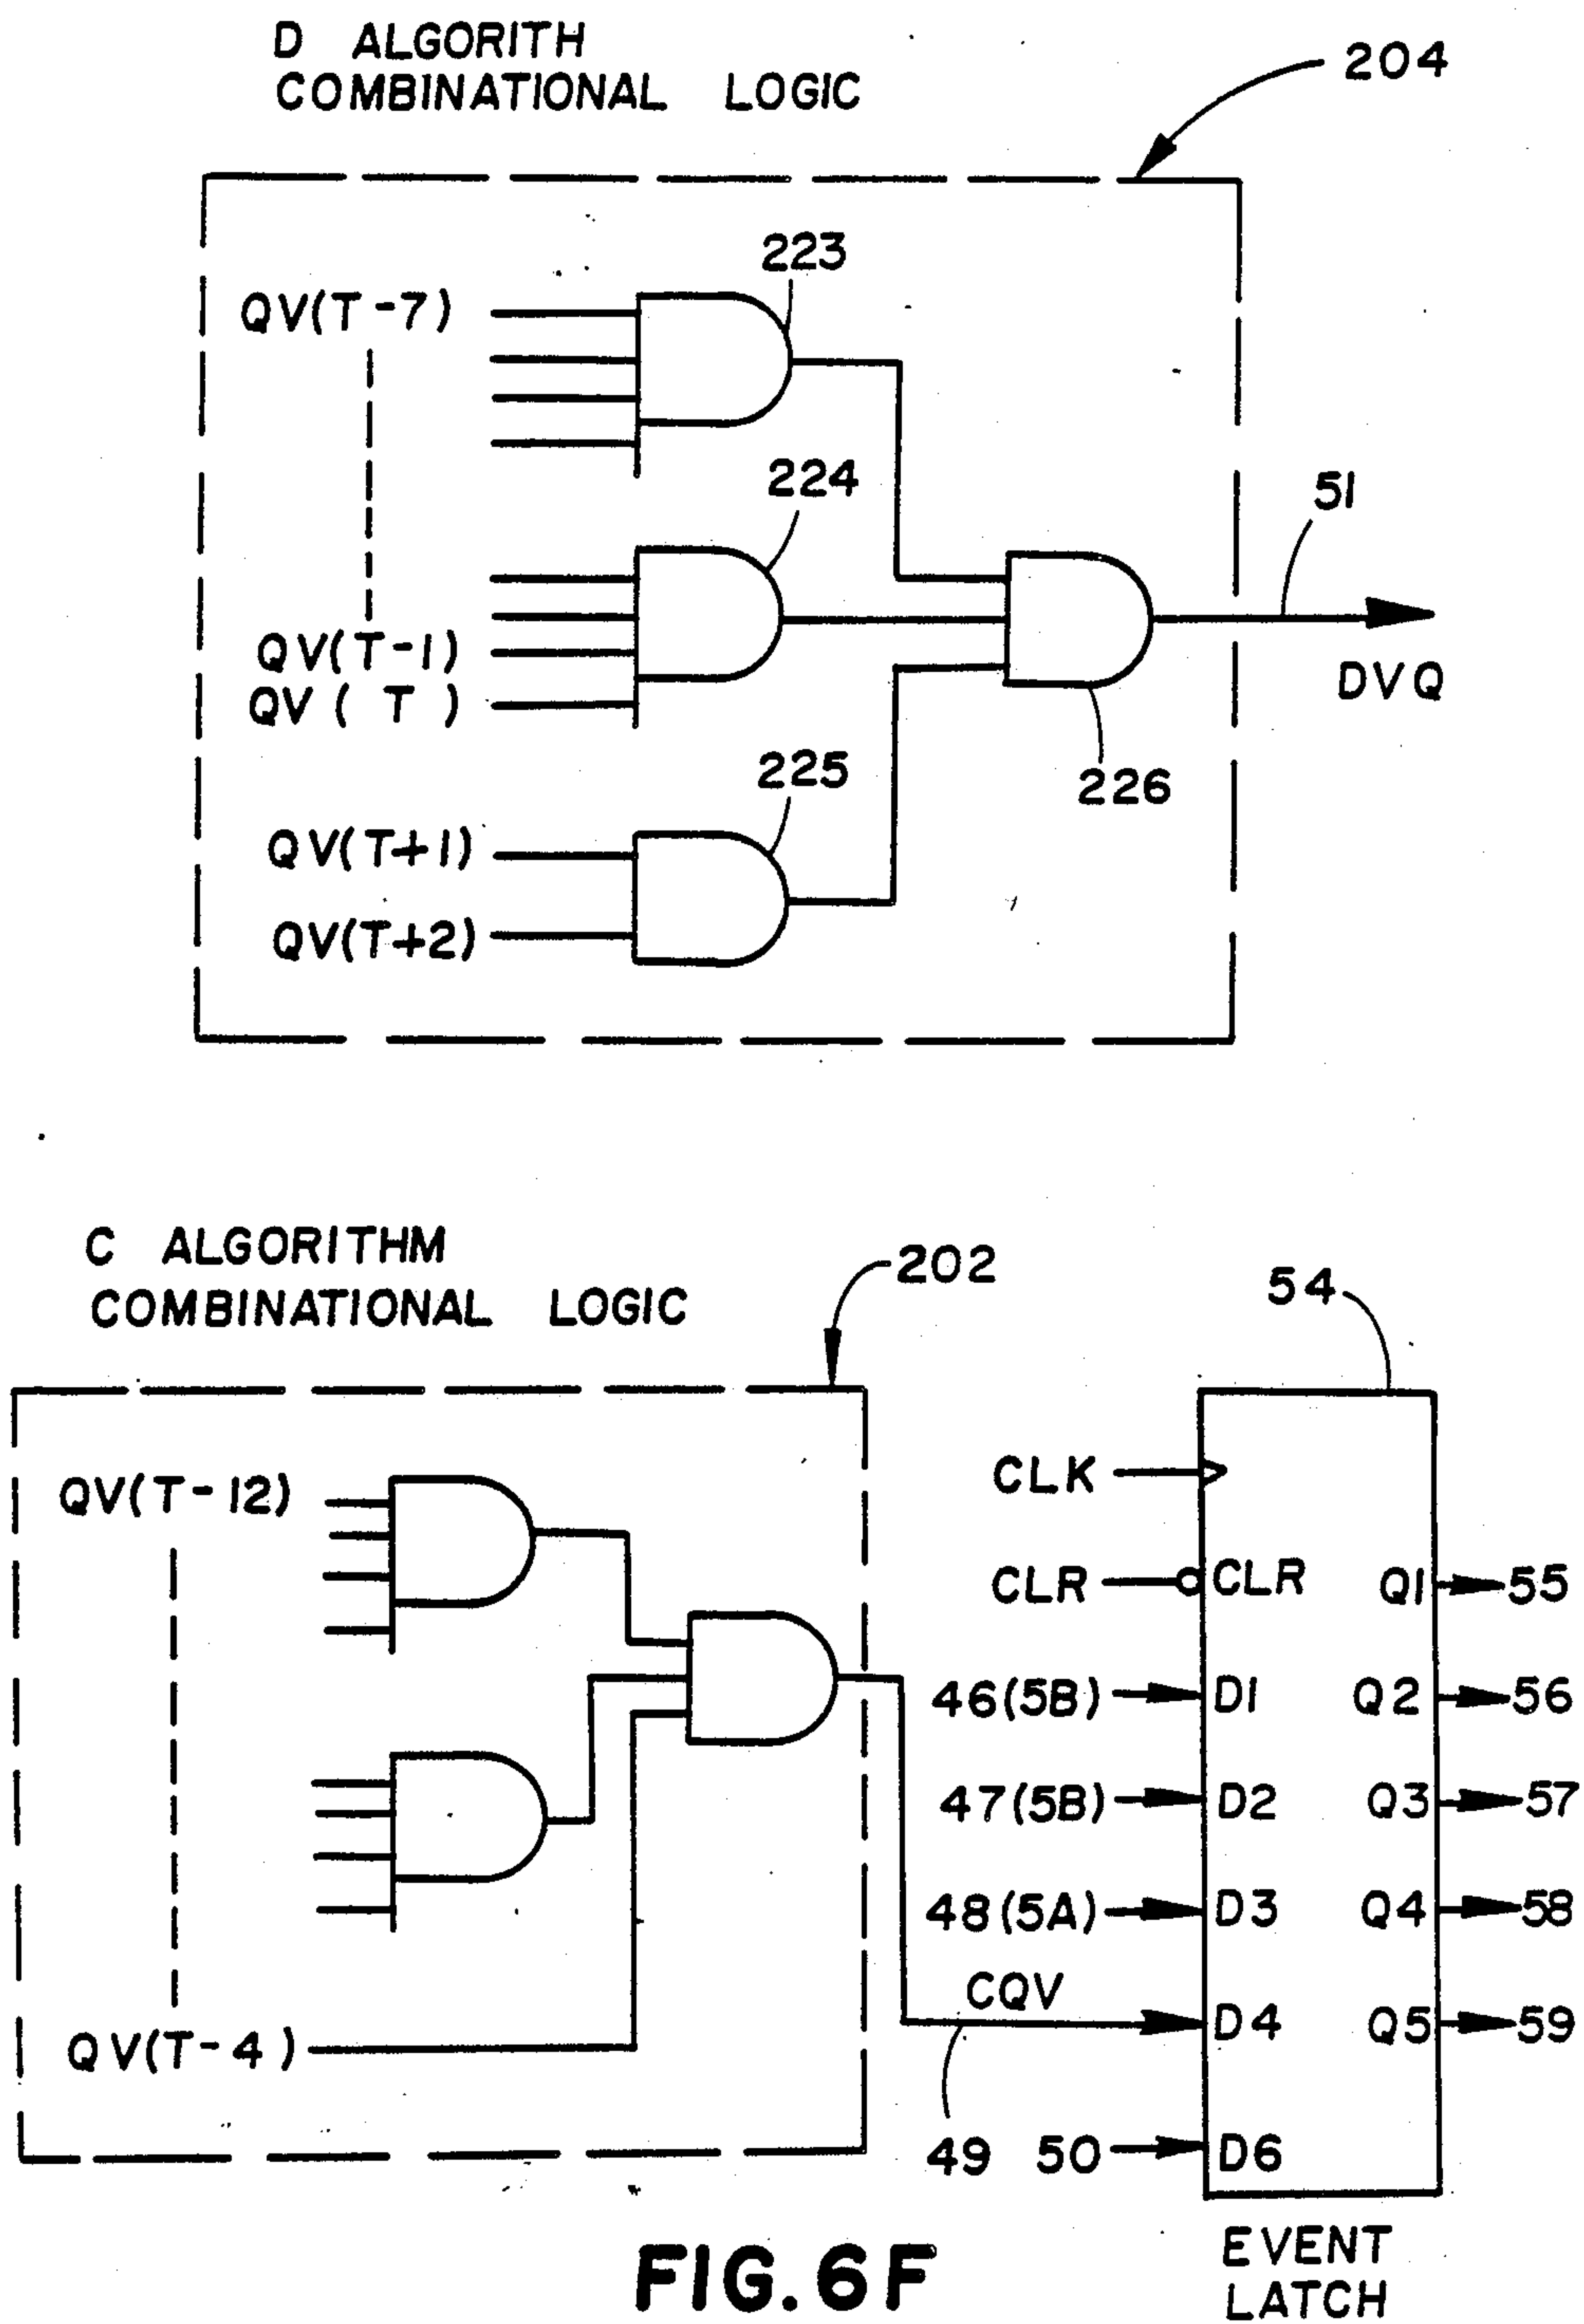 D ALGORITH
COMBINATIONAL LOGIC
204
223
QV(T-7)
224
51
QV(T-1)
QV( T )
DVQ
225
226
QV(T+1)
QV(T+2)
C ALGORITHM
COMBINATIONAL LOGIC
202
54
QV(T-12)
CLK
CLR
CLR
Q1
55
46(5B)
D1
Q2
56
47(5B)
D2
Q3
57
48(5A)
D3
Q4
58
CQV
D4
Q5
59
QV(T-4)
49
50
D6
EVENT
LATCH
FIG.6F